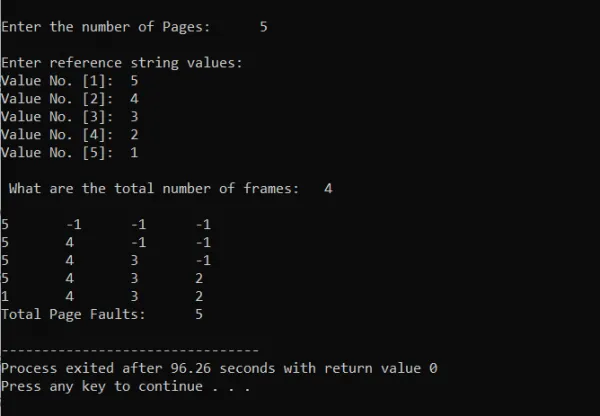 Enter the number of Pages:      5
Enter reference string values:
Value No. [1]:  5
Value No. [2]:  4
Value No. [3]:  3
Value No. [4]:  2
Value No. [5]:  1
 What are the total number of frames:   4
5       -1      -1      -1
5       4       -1      -1
5       4       3       -1
5       4       3       2
1       4       3       2
Total Page Faults:      5
--------------------------------
Process exited after 96.26 seconds with return value 0
Press any key to continue . . .